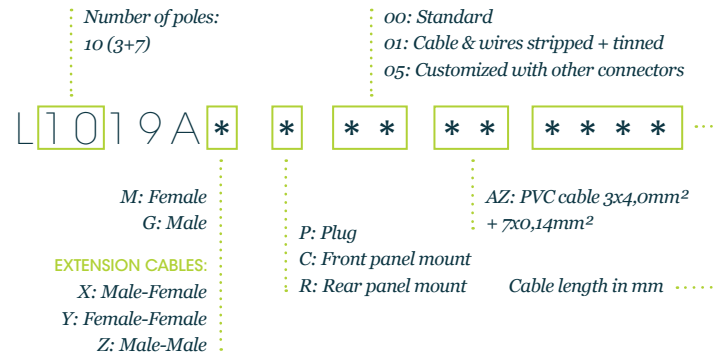 Number of poles:
10 (3+7)
00: Standard
01: Cable & wires stripped + tinned
05: Customized with other connectors
L1019A* * ** ** ****
M: Female
G: Male
EXTENSION CABLES:
X: Male-Female
Y: Female-Female
Z: Male-Male
P: Plug
C: Front panel mount
R: Rear panel mount
AZ: PVC cable 3x4,0mm²
+ 7x0,14mm²
Cable length in mm